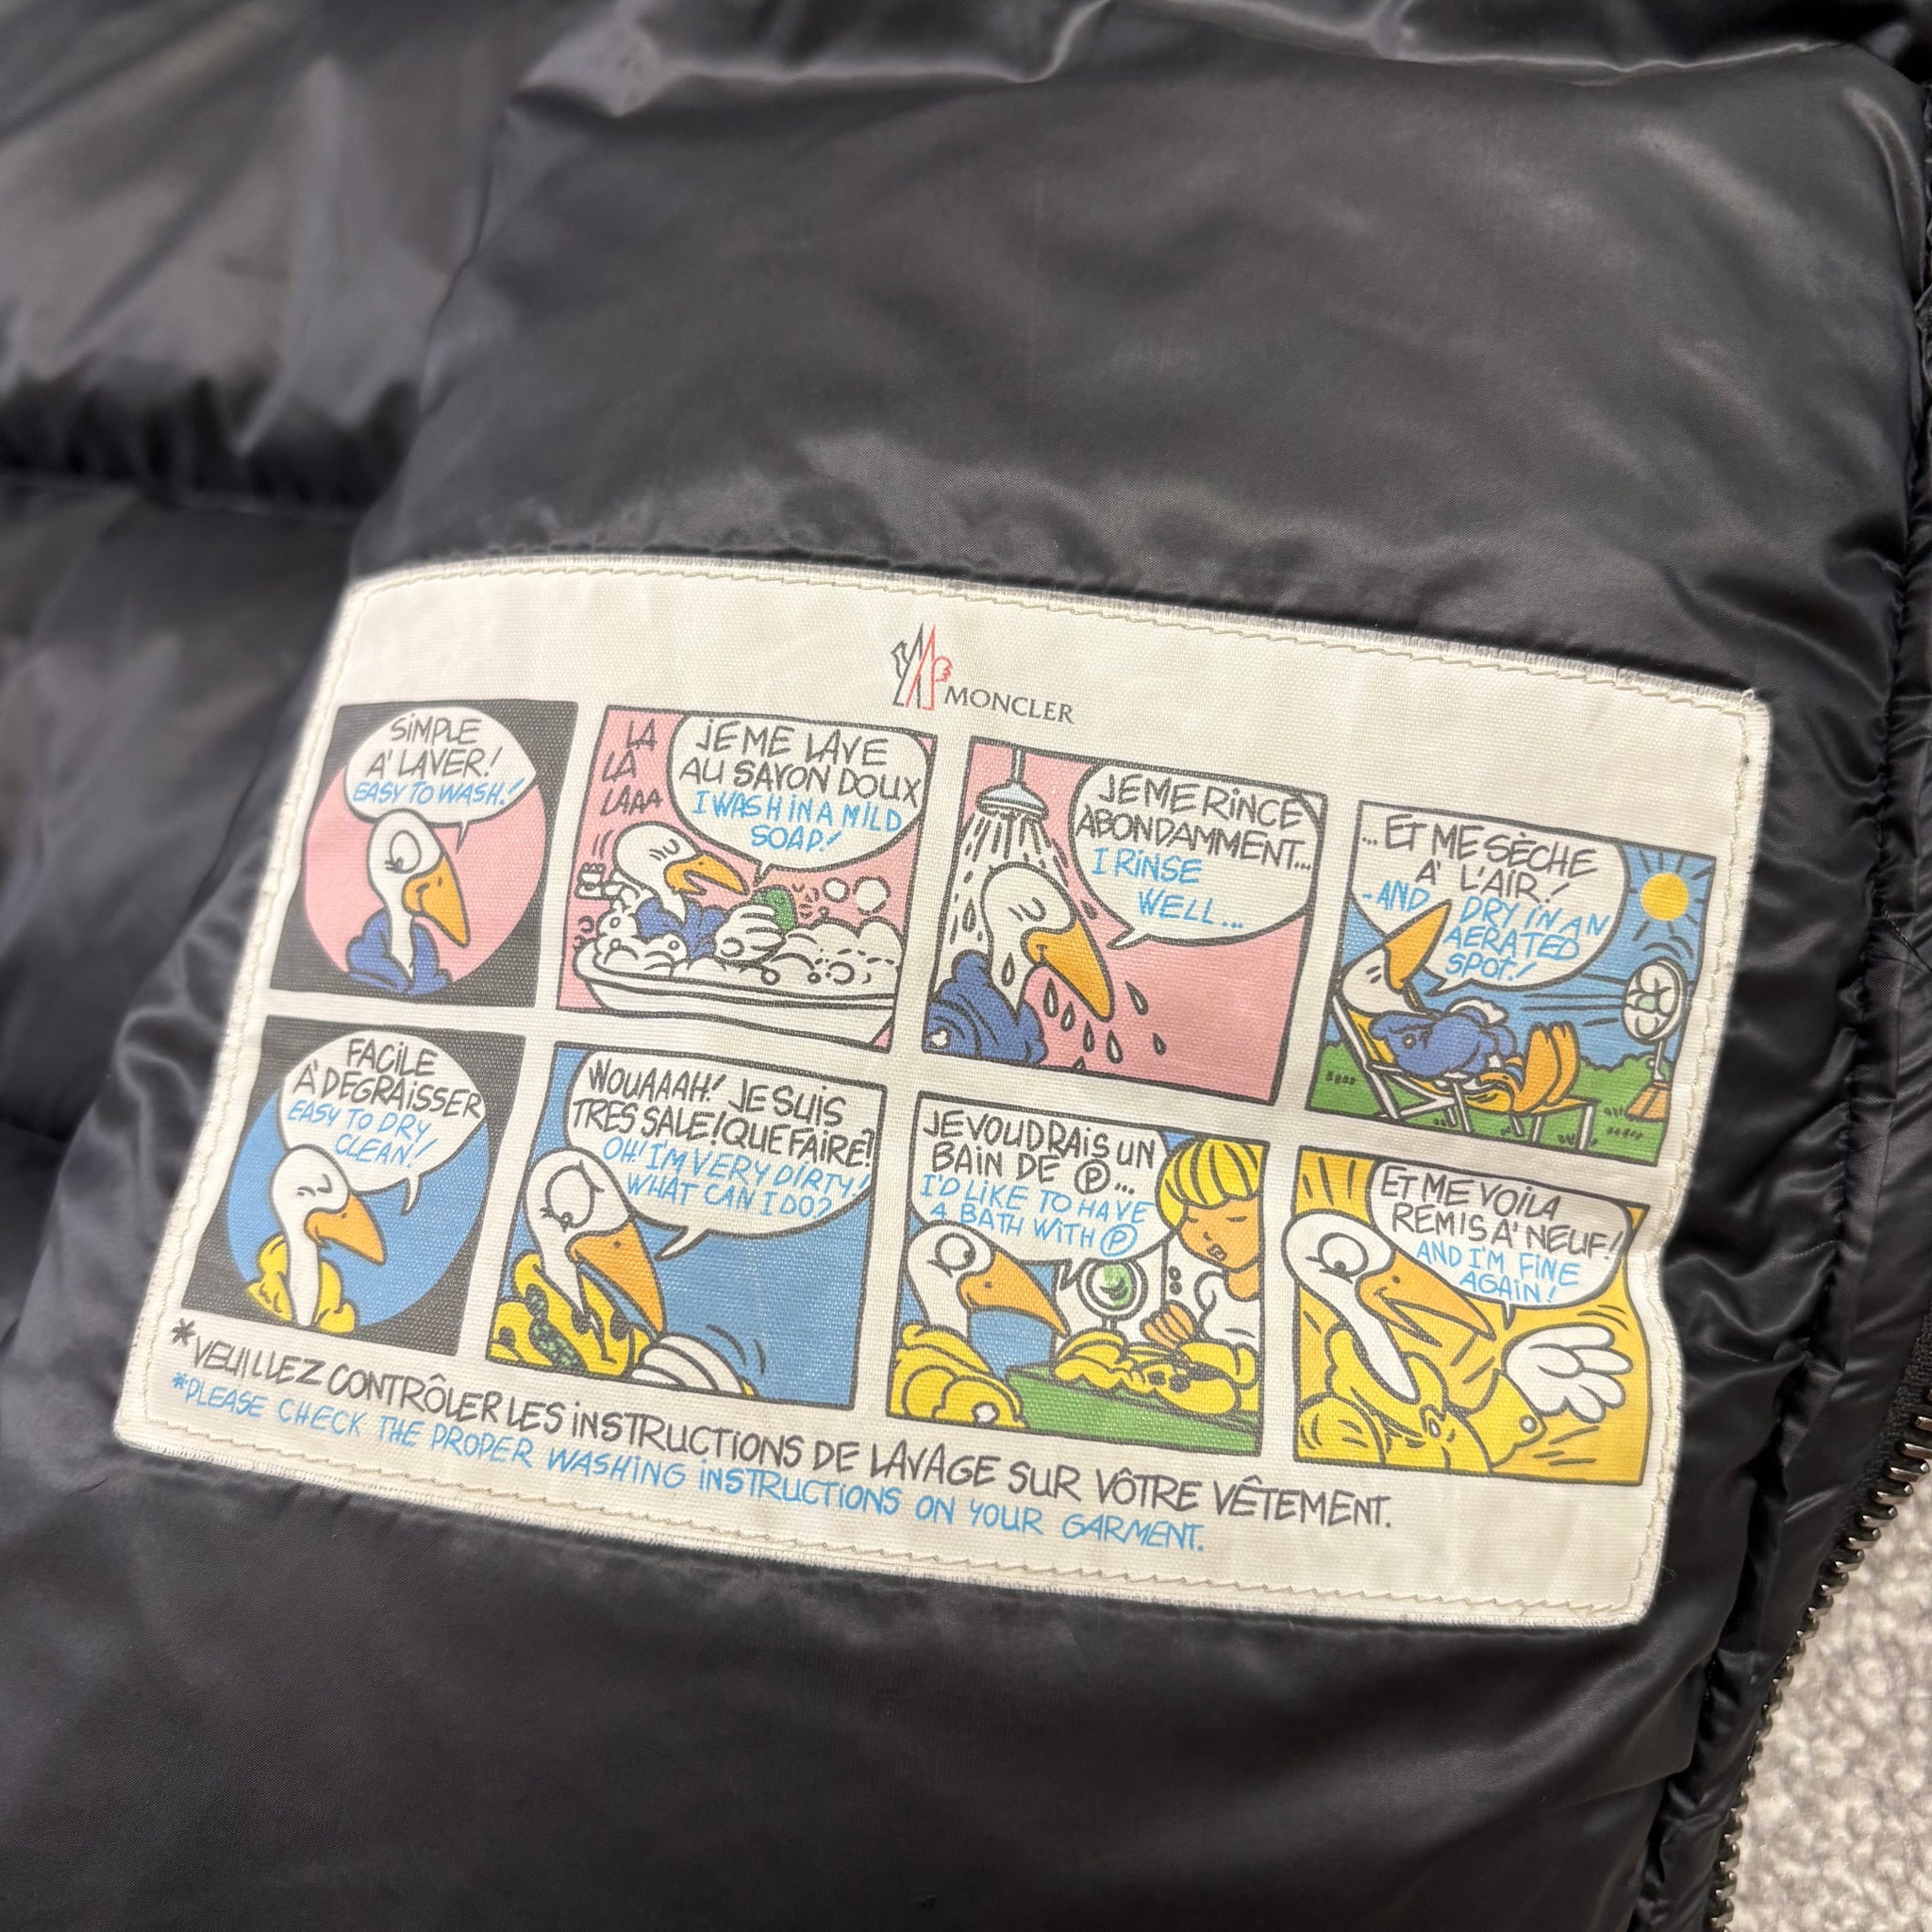 MONCLER
SIMPLE
A' LAVER!
EASY TO WASH!
LA
LA
LAAA
JE ME LAVE
AU SAVON DOUX
I WASH IN A MILD
SOAP!
JE ME RINCE
ABONDAMMENT...
I RINSE
WELL...
...ET ME SÈCHE
A' L'AIR!
-AND DRY IN AN
AERATED
SPOT!
FACILE
A' DEGRAISSER
EASY TO DRY
CLEAN!
WOUAAAH! JE SUIS
TRES SALE! QUE FAIRE?
OH! I'M VERY DIRTY!
WHAT CAN I DO?
JE VOUDRAIS UN
BAIN DE Ⓟ...
I'D LIKE TO HAVE
A BATH WITH Ⓟ
ET ME VOILA
REMIS A' NEUF!
AND I'M FINE
AGAIN!
*VEUILLEZ CONTRÔLER LES INSTRUCTIONS DE LAVAGE SUR VÔTRE VÊTEMENT.
*PLEASE CHECK THE PROPER WASHING INSTRUCTIONS ON YOUR GARMENT.